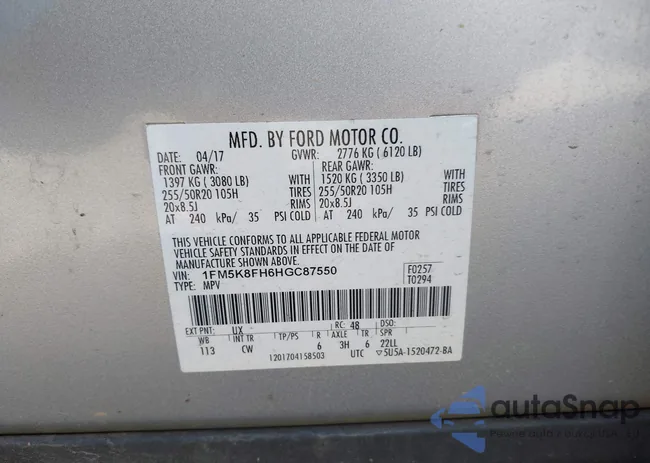 MFD. BY FORD MOTOR CO.
DATE: 04/17 GVWR: 2776 KG ( 6120 LB)
FRONT GAWR: REAR GAWR:
1397 KG ( 3080 LB) WITH 1520 KG ( 3350 LB) WITH
255/50R20 105H TIRES 255/50R20 105H TIRES
20x8.5J RIMS 20x8.5J RIMS
AT 240 kPa/ 35 PSI COLD AT 240 kPa/ 35 PSI COLD
THIS VEHICLE CONFORMS TO ALL APPLICABLE FEDERAL MOTOR
VEHICLE SAFETY STANDARDS IN EFFECT ON THE DATE OF
MANUFACTURE SHOWN ABOVE.
VIN: 1FM5K8FH6HGC87550 F0257
TYPE: MPV T0294
EXT PNT: UX RC: 48 DSO:
WB INT TR TP/PS R AXLE TR
113 CW 6 3H 6 22LL
1201704158503 UTC ▽5U5A-1520472-BA
autoSnap